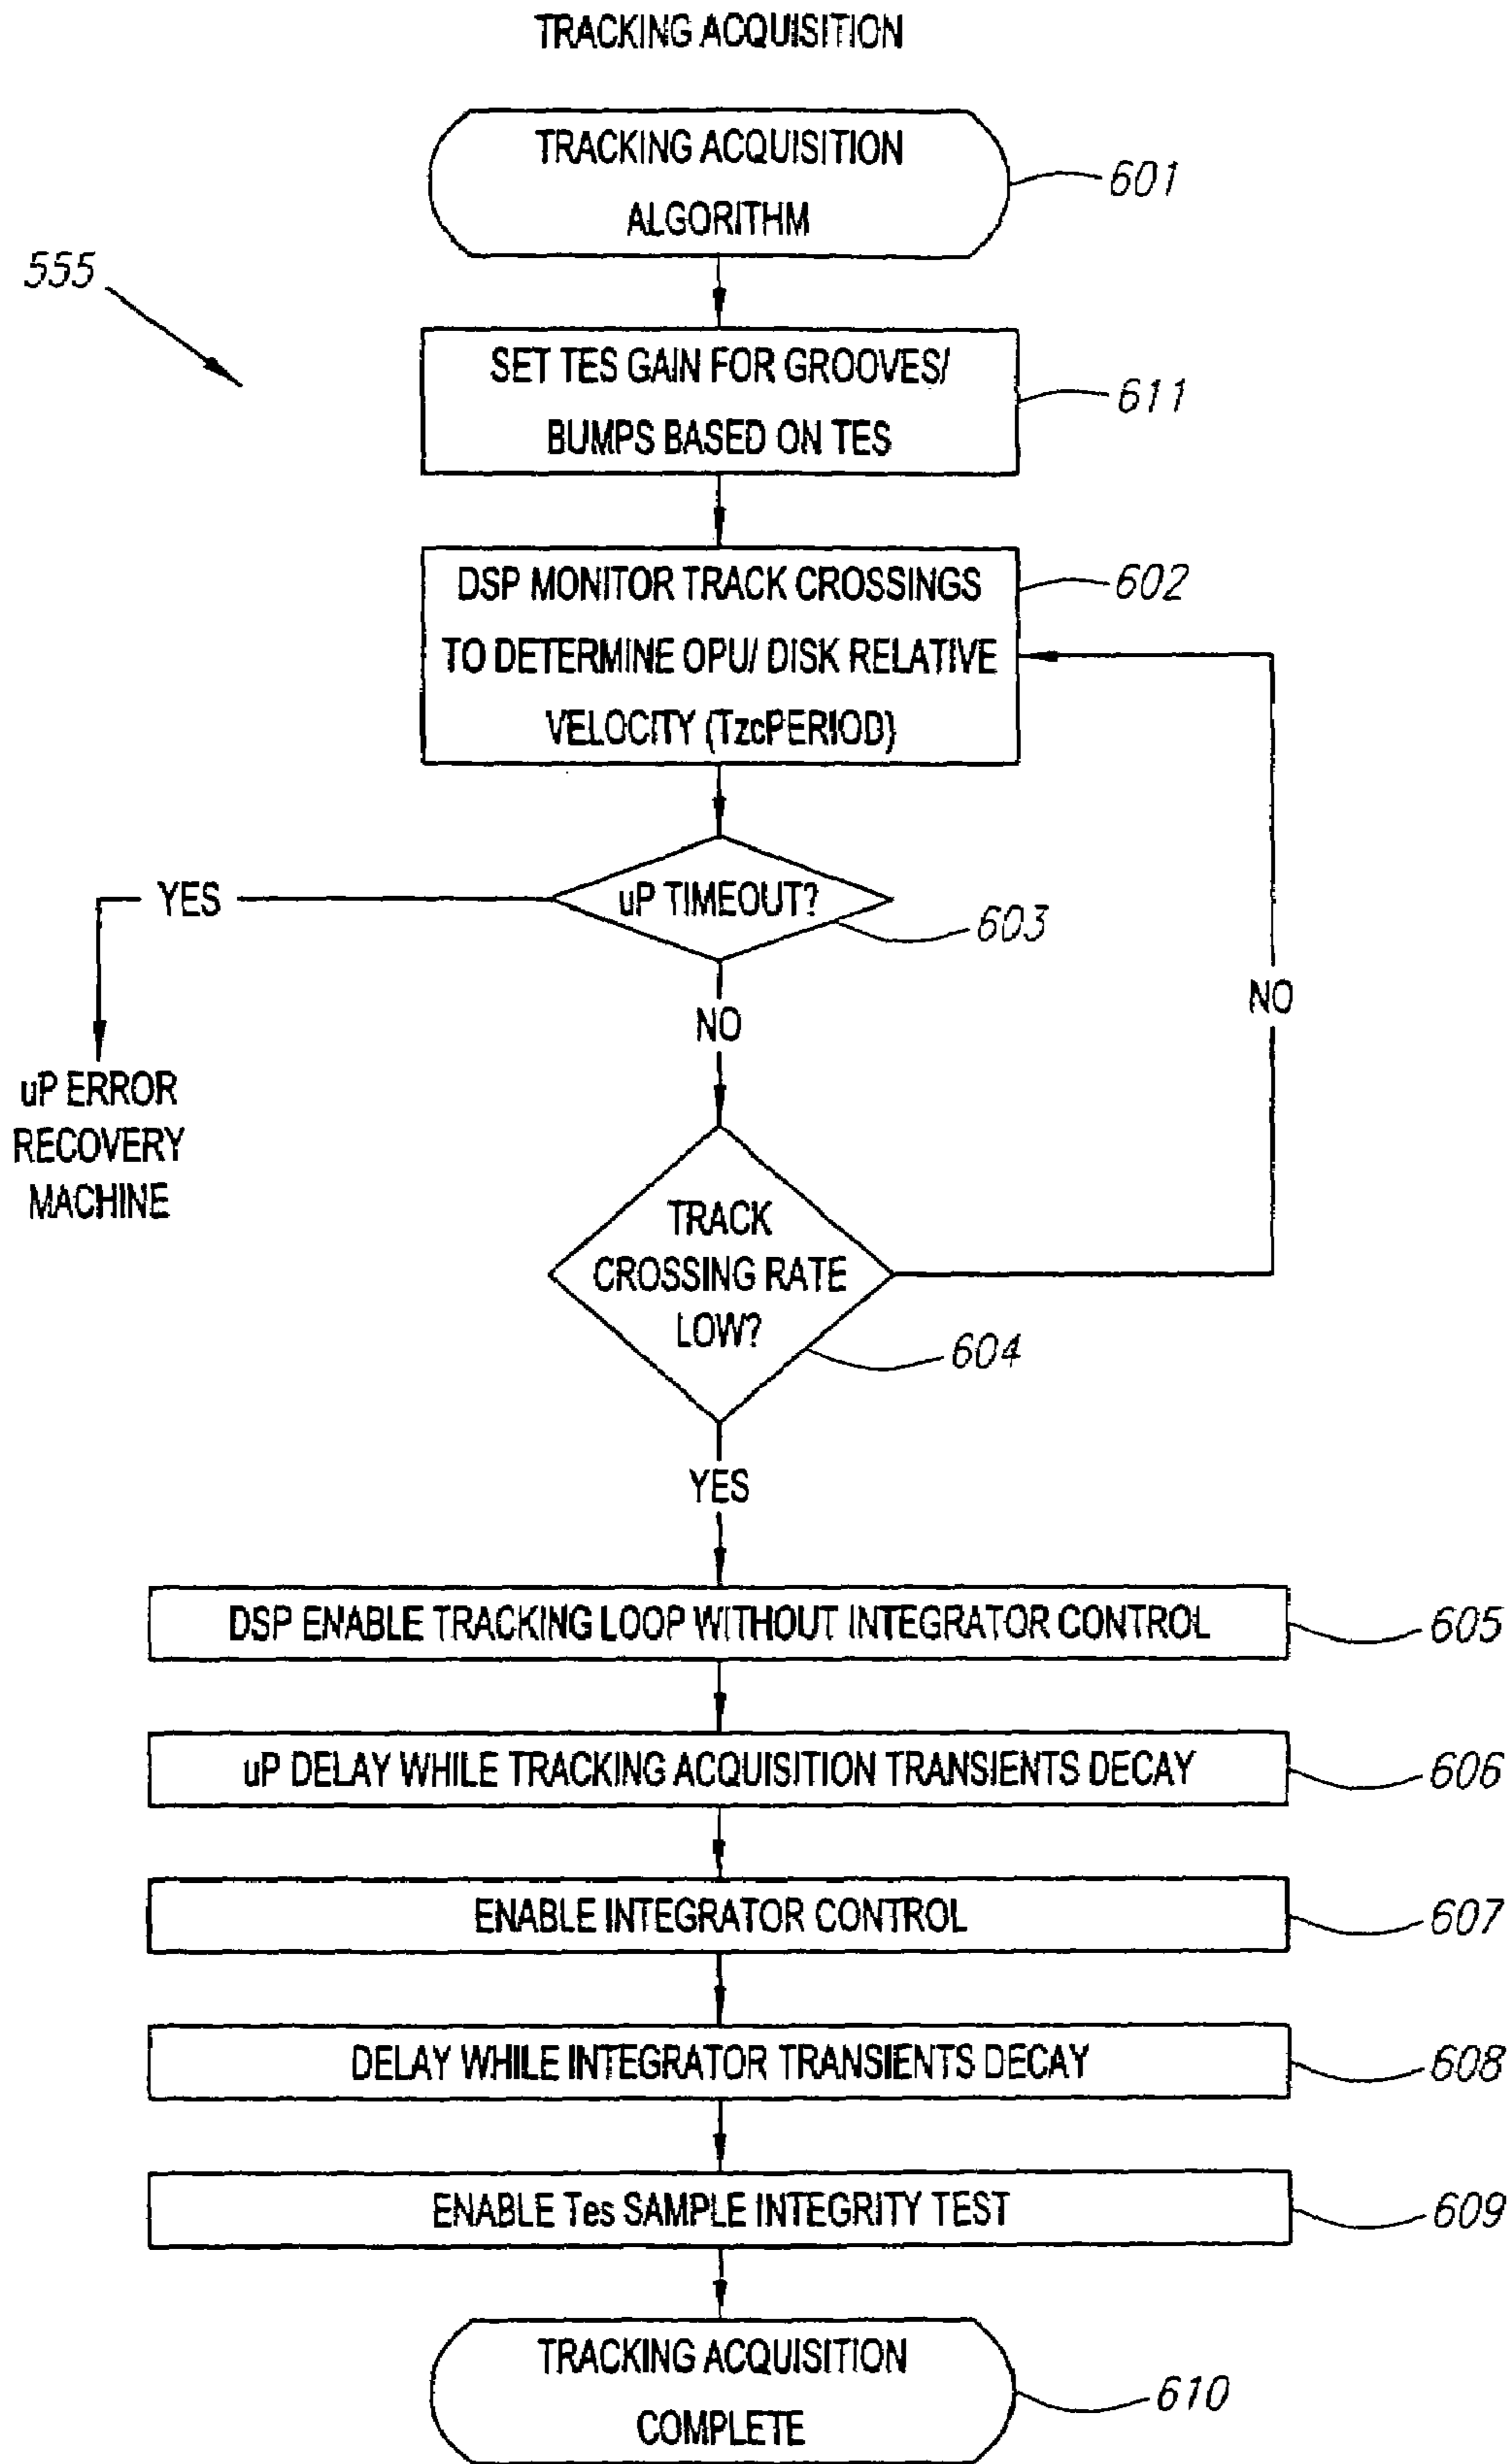 TRACKING ACQUISITION
TRACKING ACQUISITION
ALGORITHM
601
555
SET TES GAIN FOR GROOVES/
BUMPS BASED ON TES
611
DSP MONITOR TRACK CROSSINGS
TO DETERMINE OPU/ DISK RELATIVE
VELOCITY (TzcPERIOD)
602
YES
uP TIMEOUT?
603
NO
NO
uP ERROR
RECOVERY
MACHINE
TRACK
CROSSING RATE
LOW?
604
YES
DSP ENABLE TRACKING LOOP WITHOUT INTEGRATOR CONTROL
605
uP DELAY WHILE TRACKING ACQUISITION TRANSIENTS DECAY
606
ENABLE INTEGRATOR CONTROL
607
DELAY WHILE INTEGRATOR TRANSIENTS DECAY
608
ENABLE Tes SAMPLE INTEGRITY TEST
609
TRACKING ACQUISITION
COMPLETE
610